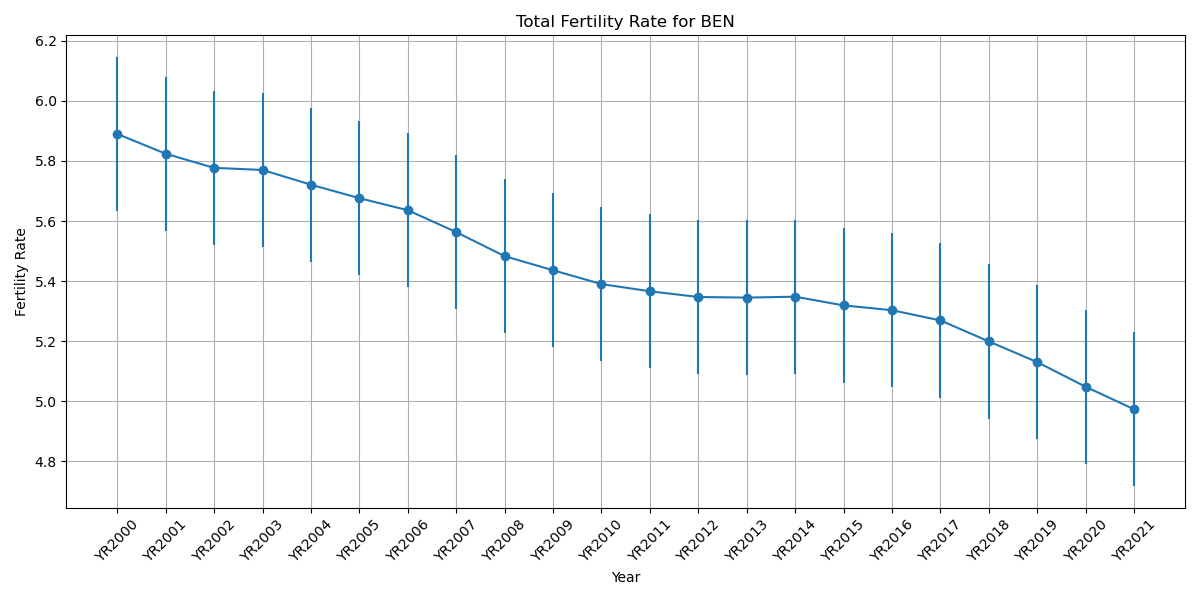 Total Fertility Rate for BEN
6.2
6.0
5.8
5.6
5.4
5.2
5.0
4.8
Fertility Rate
YR2000 YR2001 YR2002 YR2003 YR2004 YR2005 YR2006 YR2007 YR2008 YR2009 YR2010 YR2011 YR2012 YR2013 YR2014 YR2015 YR2016 YR2017 YR2018 YR2019 YR2020 YR2021
Year